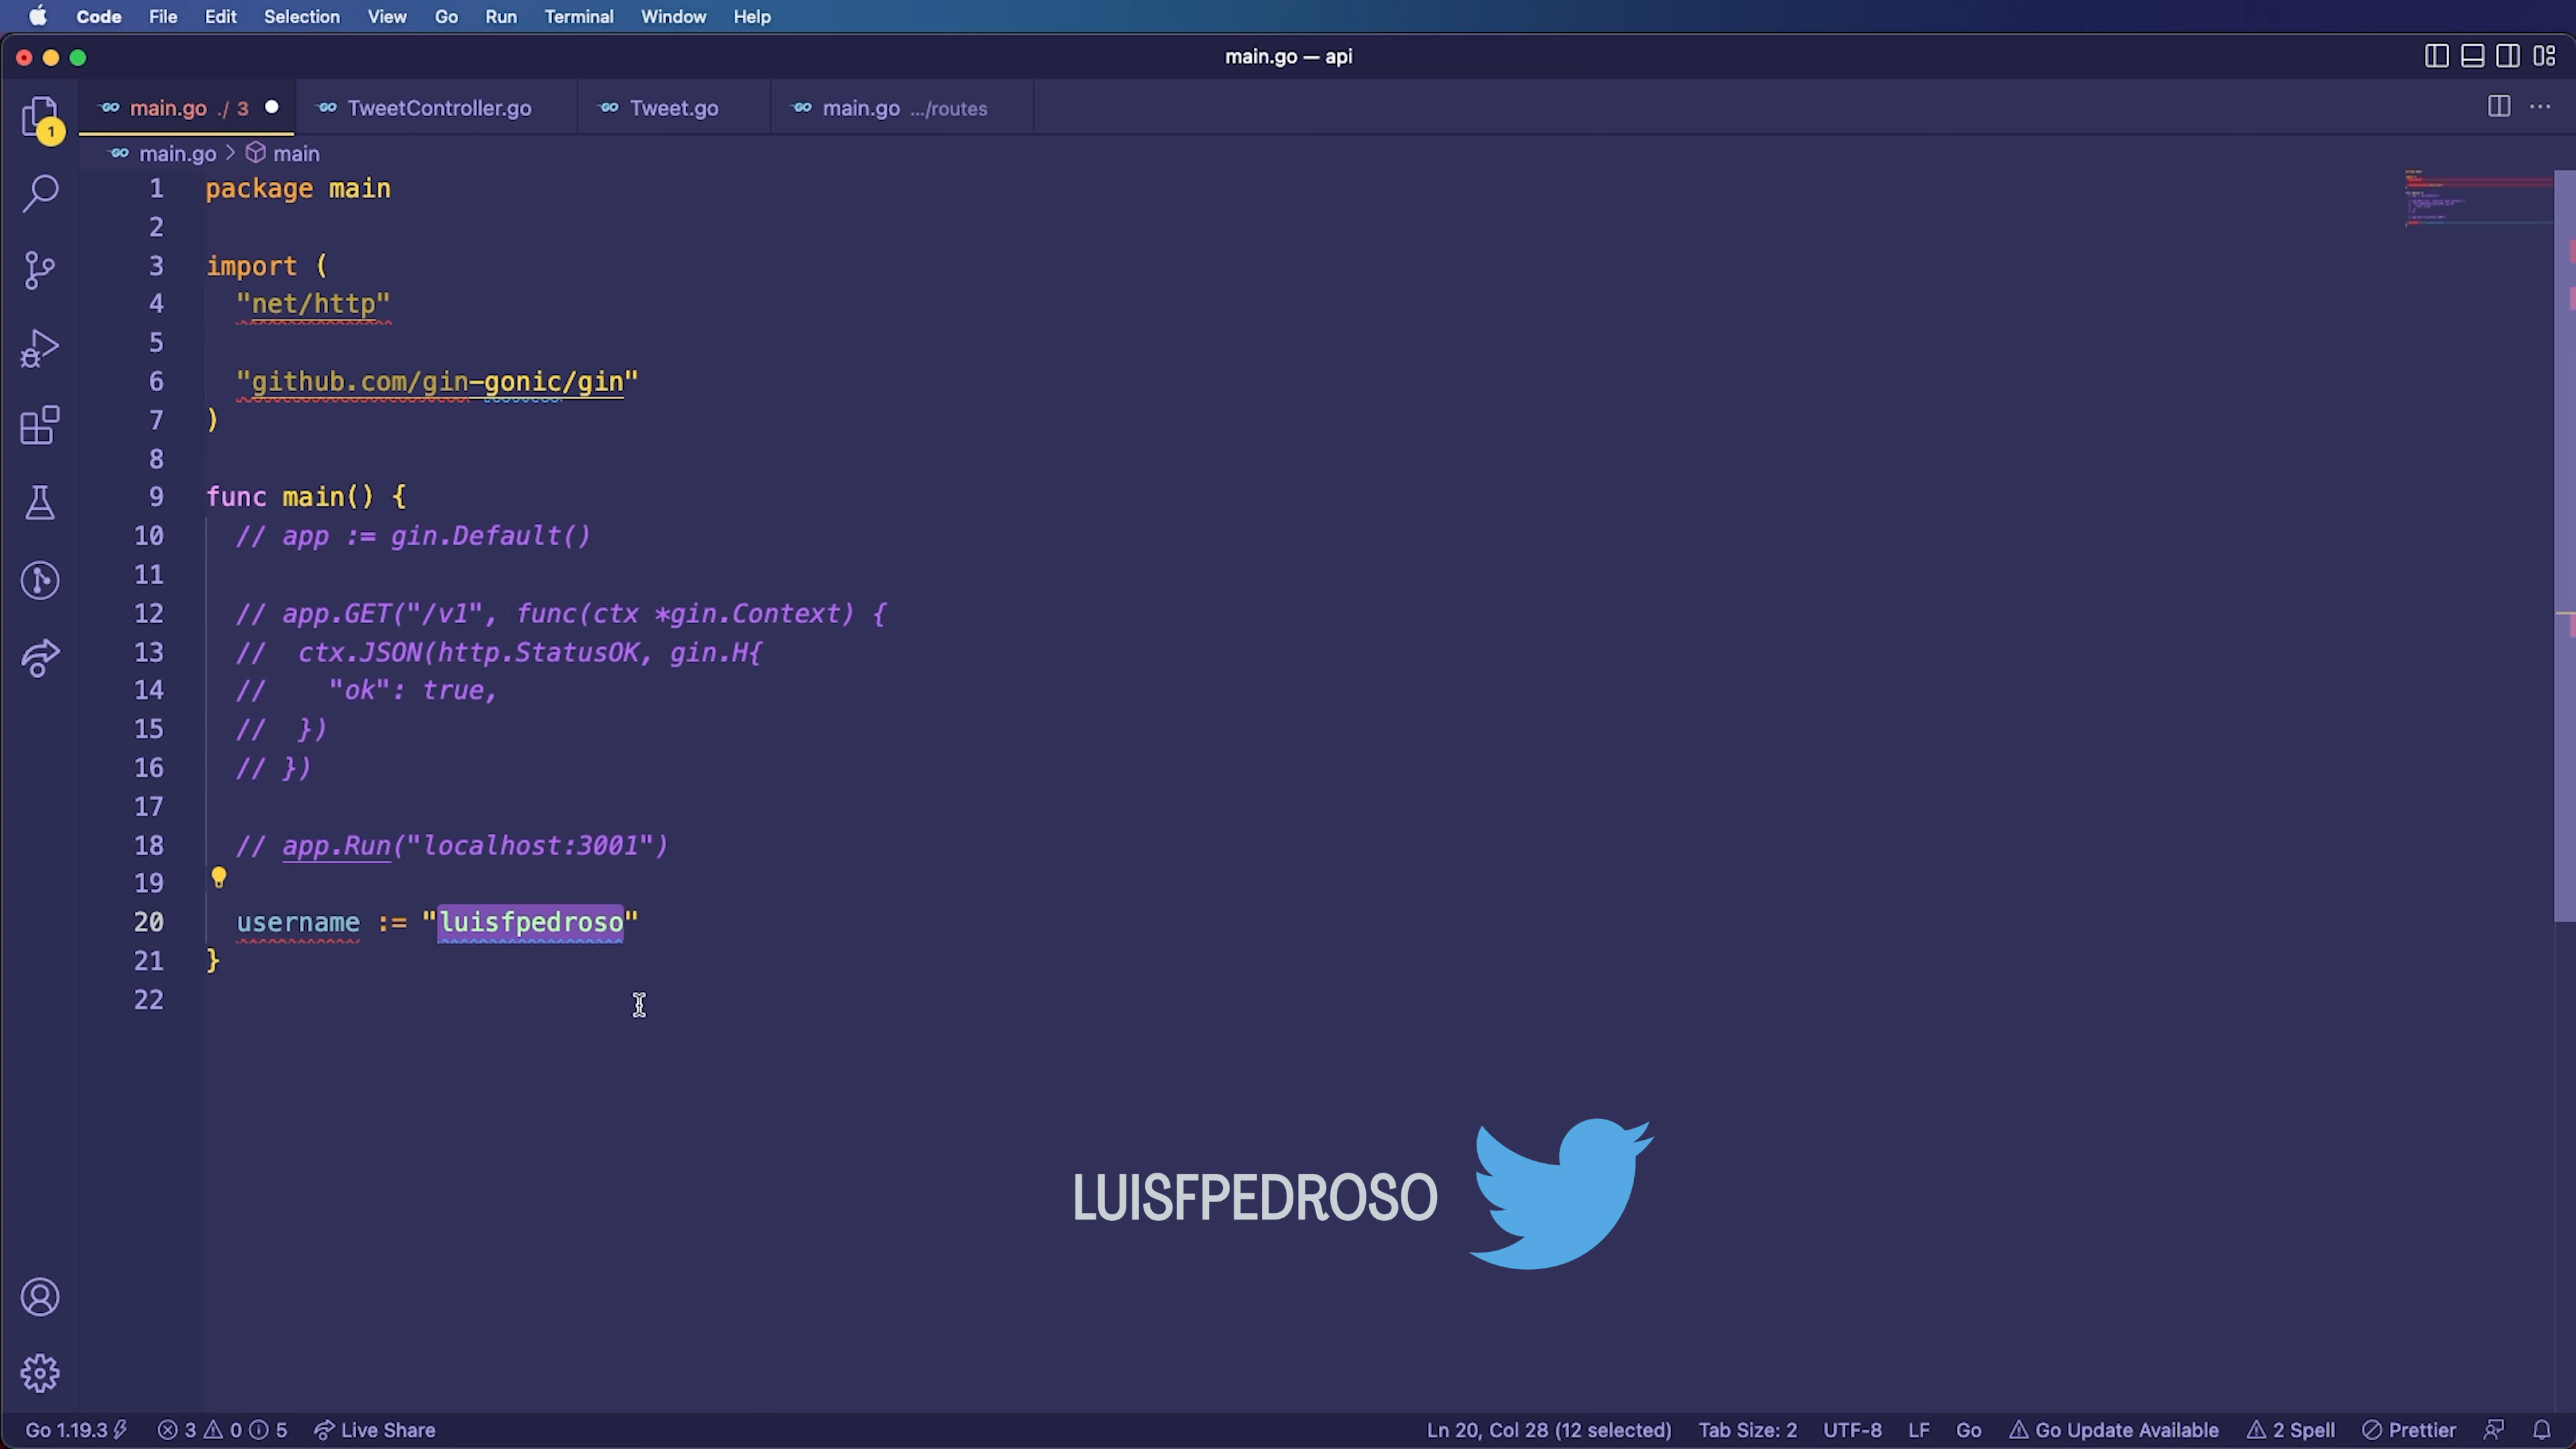 Code File Edit Selection View Go Run Terminal Window Help
main.go — api
main.go ./ 3 TweetController.go Tweet.go main.go .../routes
1
main.go > main
1 package main
2
3 import (
4 "net/http"
5
6 "github.com/gin-gonic/gin"
7 )
8
9 func main() {
10 // app := gin.Default()
11
12 // app.GET("/v1", func(ctx *gin.Context) {
13 // ctx.JSON(http.StatusOK, gin.H{
14 // "ok": true,
15 // })
16 // })
17
18 // app.Run("localhost:3001")
19
20 username := "luisfpedroso"
21 }
22
LUISFPEDROSO
Go 1.19.3 3 0 5 Live Share Ln 20, Col 28 (12 selected) Tab Size: 2 UTF-8 LF Go Go Update Available 2 Spell Prettier